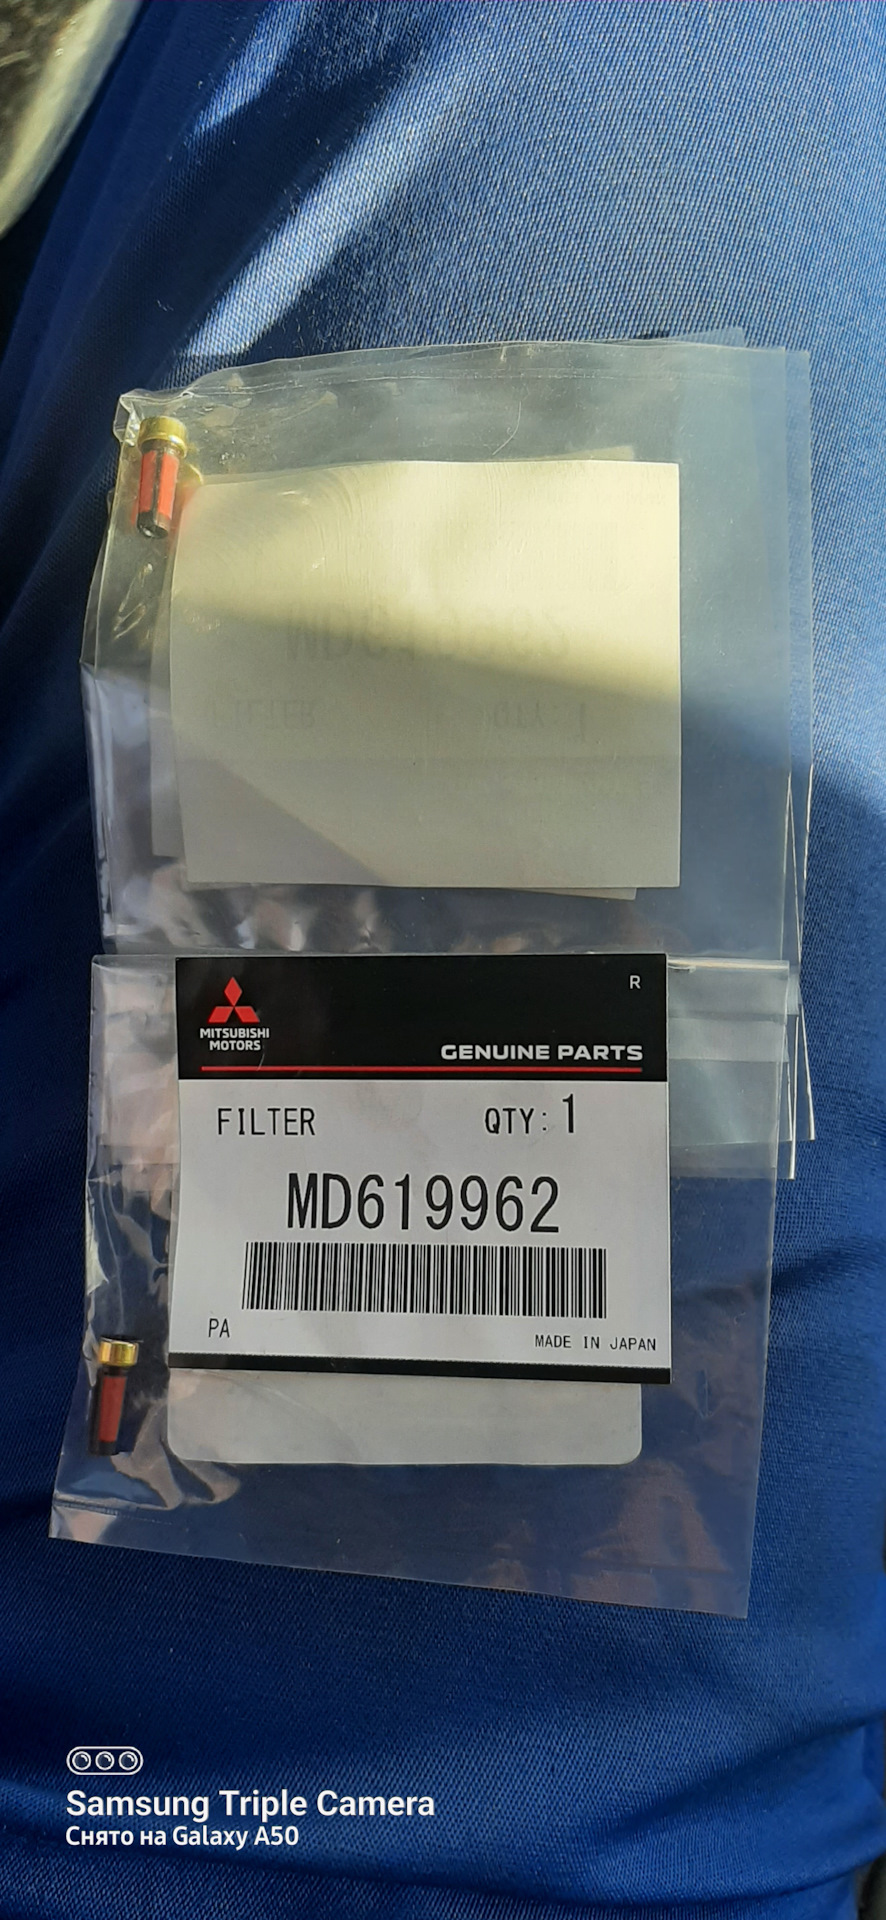 R
MITSUBISHI
MOTORS
GENUINE PARTS
FILTER QTY: 1
MD619962
PA
MADE IN JAPAN
Samsung Triple Camera
Снято на Galaxy A50